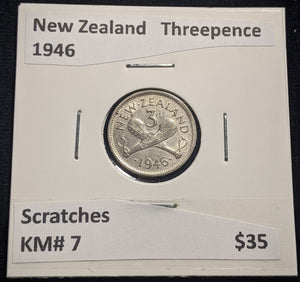 New Zealand Threepence
1946
NEW·ZEALAND
3D
·1946·
Scratches
KM# 7 $35